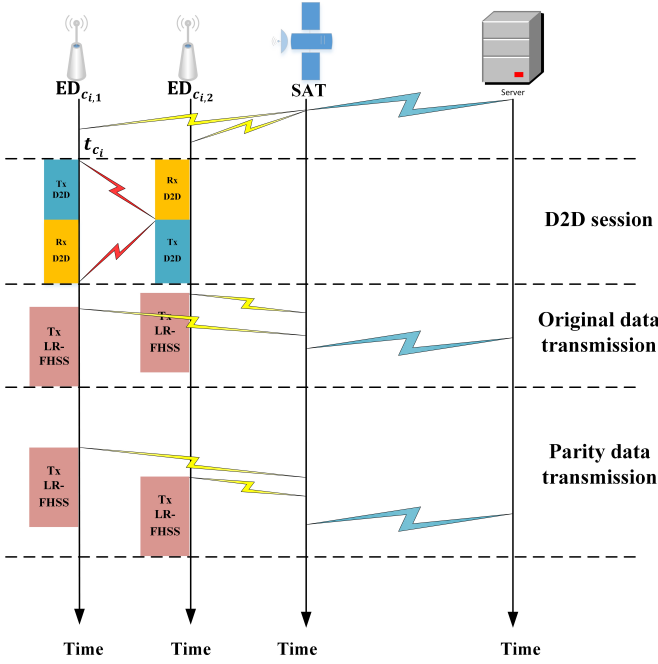 ED_{c_{i,1}} ED_{c_{i,2}} SAT Server
t_{c_i}
Tx
D2D
Rx
D2D
Rx
D2D
Tx
D2D
D2D session
Tx
LR-
FHSS
Tx
LR-
FHSS
Original data
transmission
Tx
LR-
FHSS
Tx
LR-
FHSS
Parity data
transmission
Time Time Time Time